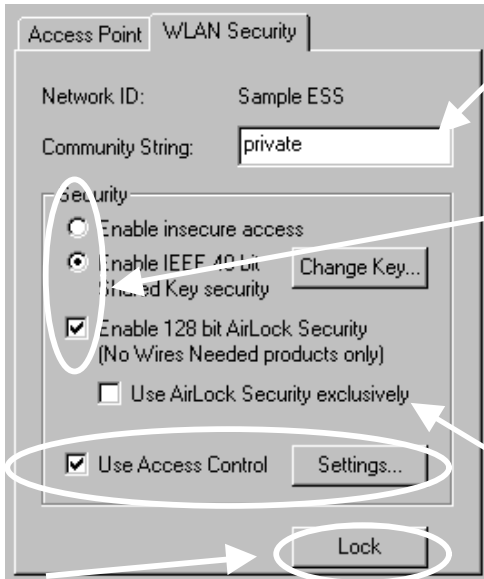 Access Point WLAN Security
Network ID: Sample ESS
Community String: private
Security
Enable insecure access
Enable IEEE 40 bit Change Key...
Shared Key security
Enable 128 bit AirLock Security
(No Wires Needed products only)
Use AirLock Security exclusively
Use Access Control Settings...
Lock